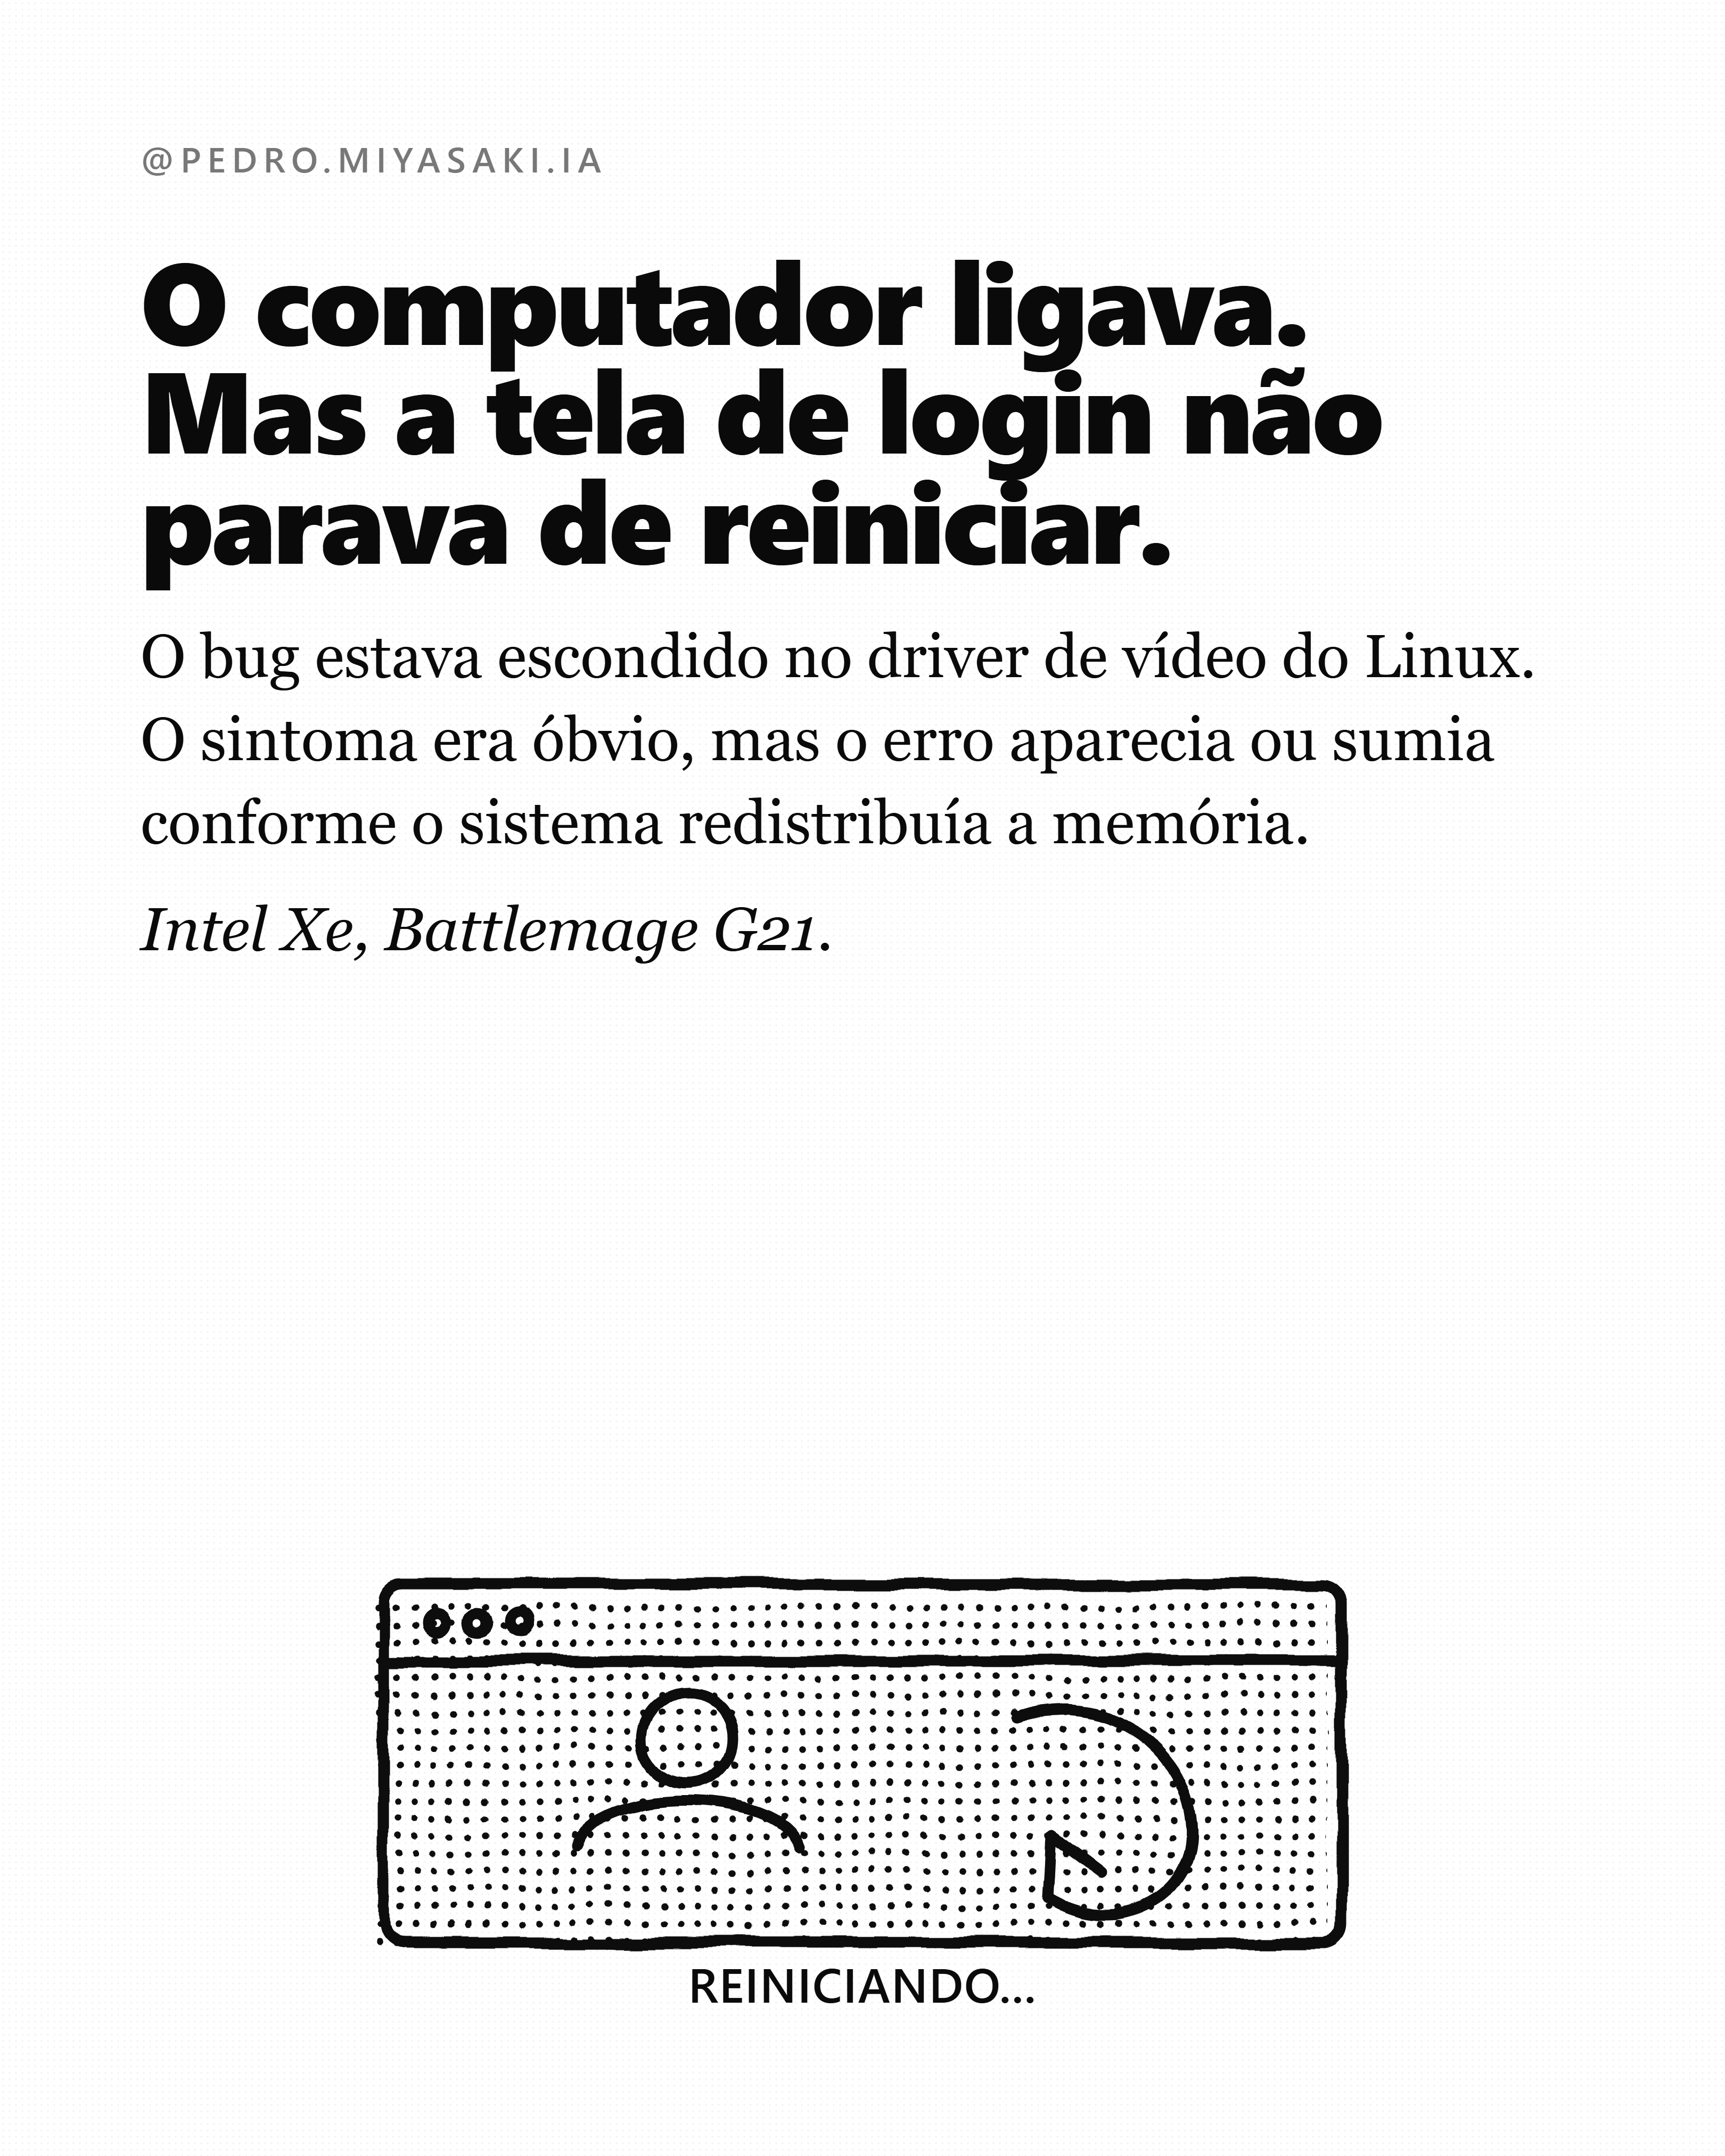 @PEDRO.MIYASAKI.IA
O computador ligava.
Mas a tela de login não
parava de reiniciar.
O bug estava escondido no driver de vídeo do Linux.
O sintoma era óbvio, mas o erro aparecia ou sumia
conforme o sistema redistribuía a memória.
Intel Xe, Battlemage G21.
REINICIANDO...